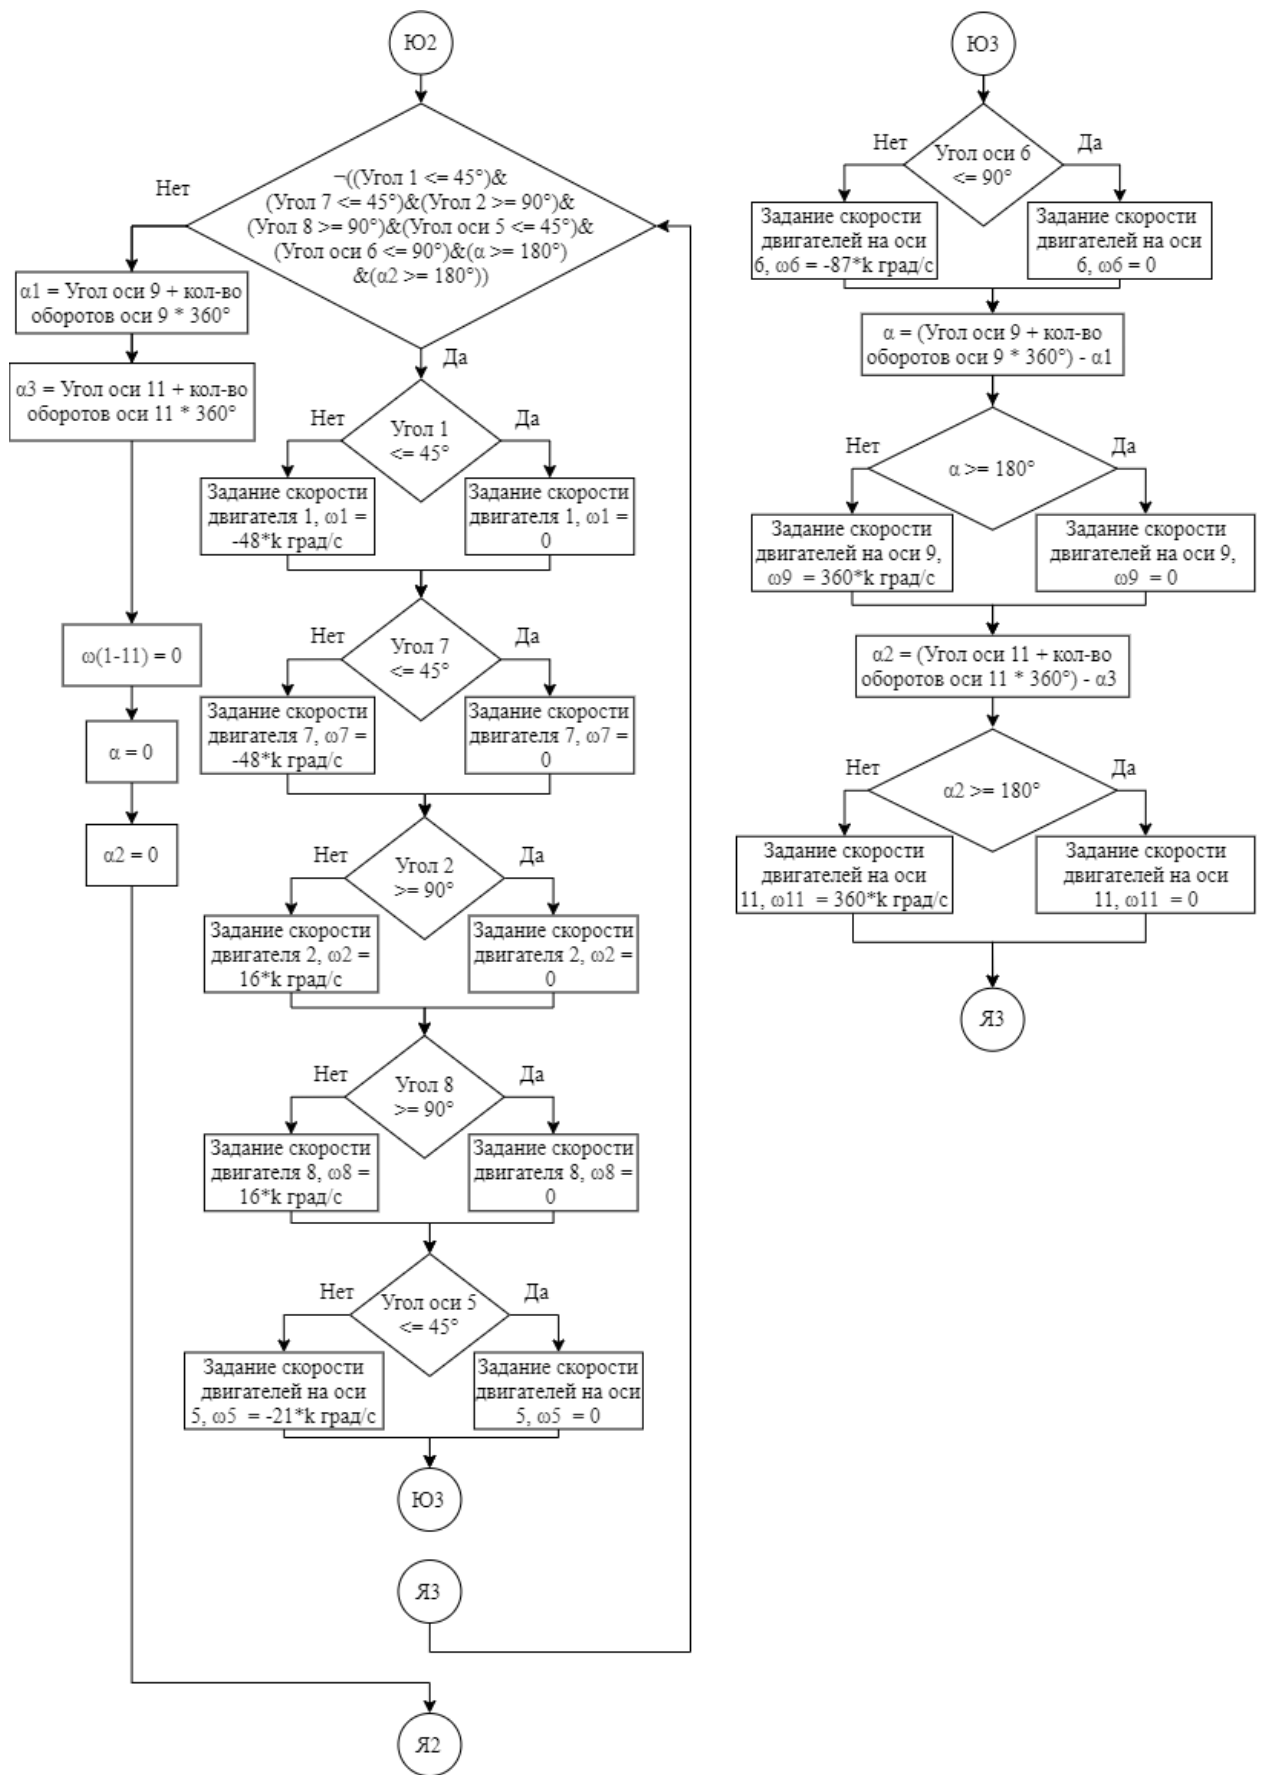 Ю2
Нет
¬((Угол 1 <= 45°)&
(Угол 7 <= 45°)&(Угол 2 >= 90°)&
(Угол 8 >= 90°)&(Угол оси 5 <= 45°)&
(Угол оси 6 <= 90°)&(α >= 180°)
&(α2 >= 180°))
α1 = Угол оси 9 + кол-во
оборотов оси 9 * 360°
α3 = Угол оси 11 + кол-во
оборотов оси 11 * 360°
ω(1-11) = 0
α = 0
α2 = 0
Да
Нет
Угол 1
<= 45°
Да
Задание скорости
двигателя 1, ω1 =
-48*k град/с
Задание скорости
двигателя 1, ω1 =
0
Нет
Угол 7
<= 45°
Да
Задание скорости
двигателя 7, ω7 =
-48*k град/с
Задание скорости
двигателя 7, ω7 =
0
Нет
Угол 2
>= 90°
Да
Задание скорости
двигателя 2, ω2 =
16*k град/с
Задание скорости
двигателя 2, ω2 =
0
Нет
Угол 8
>= 90°
Да
Задание скорости
двигателя 8, ω8 =
16*k град/с
Задание скорости
двигателя 8, ω8 =
0
Нет
Угол оси 5
<= 45°
Да
Задание скорости
двигателей на оси
5, ω5 = -21*k град/с
Задание скорости
двигателей на оси
5, ω5 = 0
Ю3
Я3
Я2
Ю3
Нет
Угол оси 6
<= 90°
Да
Задание скорости
двигателей на оси
6, ω6 = -87*k град/с
Задание скорости
двигателей на оси
6, ω6 = 0
α = (Угол оси 9 + кол-во
оборотов оси 9 * 360°) - α1
Нет
α >= 180°
Да
Задание скорости
двигателей на оси 9,
ω9 = 360*k град/с
Задание скорости
двигателей на оси 9,
ω9 = 0
α2 = (Угол оси 11 + кол-во
оборотов оси 11 * 360°) - α3
Нет
α2 >= 180°
Да
Задание скорости
двигателей на оси
11, ω11 = 360*k град/с
Задание скорости
двигателей на оси
11, ω11 = 0
Я3